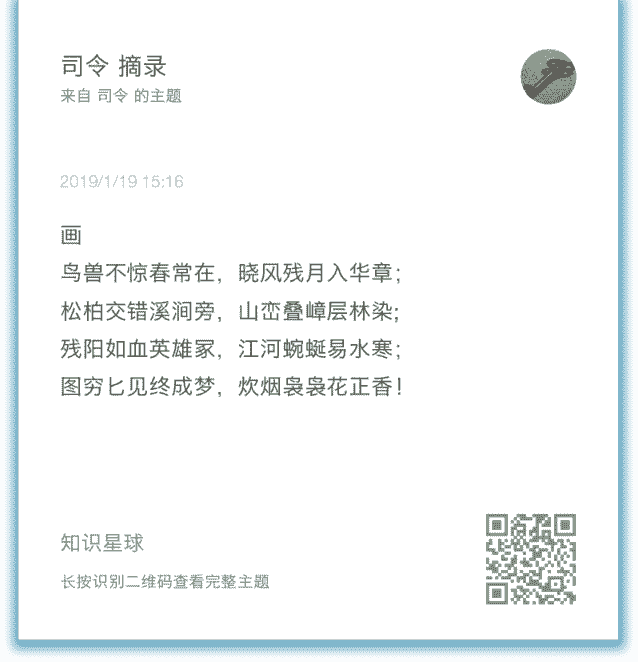 司令 摘录
来自 司令 的主题
2019/1/19 15:16
画
鸟兽不惊春常在，晓风残月入华章；
松柏交错溪涧旁，山峦叠嶂层林染;
残阳如血英雄冢，江河蜿蜒易水寒；
图穷匕见终成梦，炊烟袅袅花正香！
知识星球
长按识别二维码查看完整主题